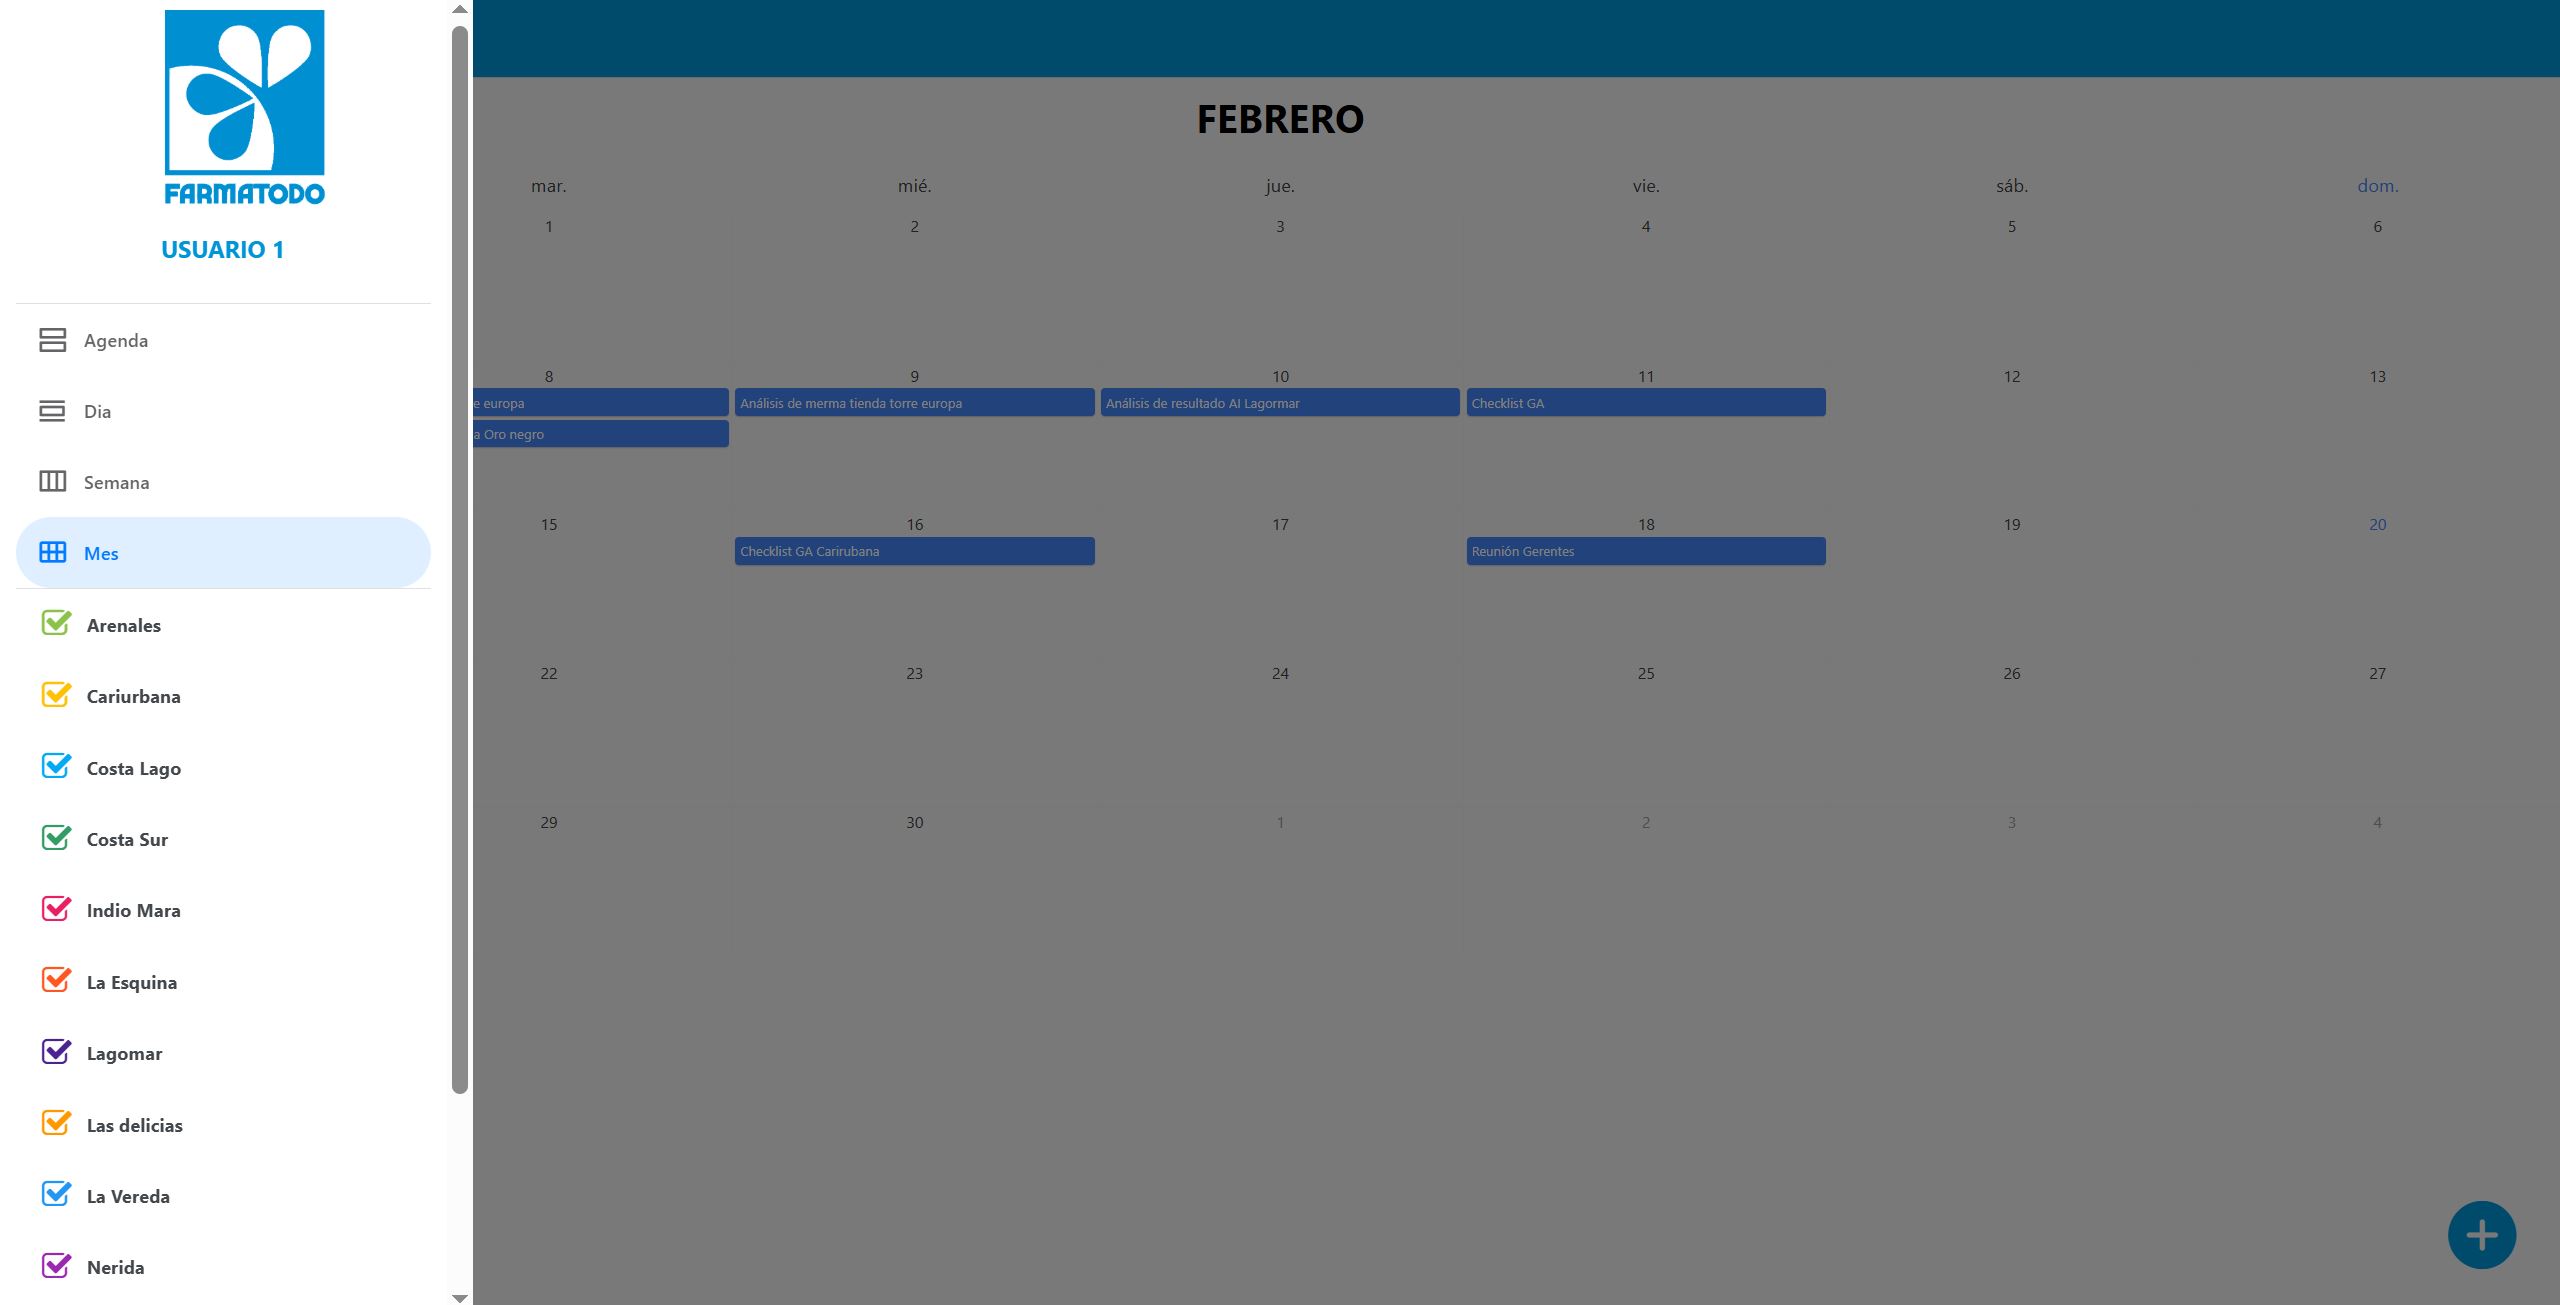 FARMATODO
USUARIO 1
Agenda
Dia
Semana
Mes
Arenales
Cariurbana
Costa Lago
Costa Sur
Indio Mara
La Esquina
Lagomar
Las delicias
La Vereda
Nerida
FEBRERO
mar. mié. jue. vie. sáb. dom.
1 2 3 4 5 6
8 9 10 11 12 13
e europa Análisis de merma tienda torre europa Análisis de resultado AI Lagormar Checklist GA
a Oro negro
15 16 17 18 19 20
Checklist GA Carirubana Reunión Gerentes
22 23 24 25 26 27
29 30 1 2 3 4